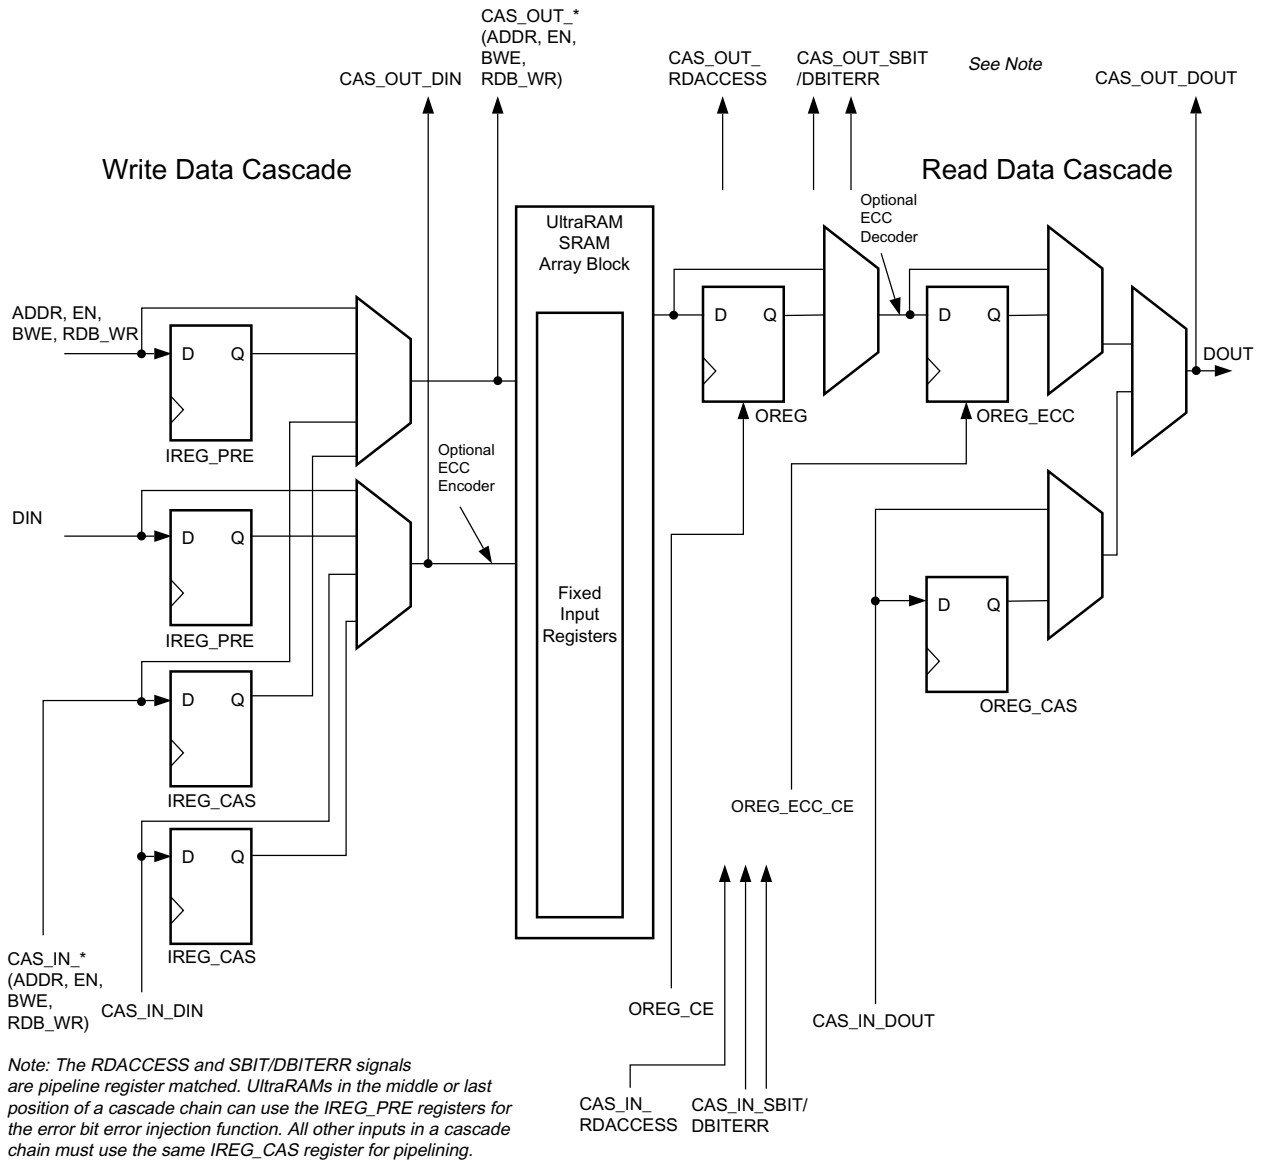 CAS_OUT_*
(ADDR, EN,
BWE,
RDB_WR)
CAS_OUT_DIN
CAS_OUT_
RDACCESS
CAS_OUT_SBIT
/DBITERR
See Note
CAS_OUT_DOUT
Write Data Cascade
Read Data Cascade
UltraRAM
SRAM
Array Block
Optional
ECC
Decoder
ADDR, EN,
BWE, RDB_WR
D Q
IREG_PRE
D Q
OREG
D Q
OREG_ECC
DOUT
Optional
ECC
Encoder
DIN
D Q
IREG_PRE
Fixed
Input
Registers
D Q
OREG_CAS
D Q
IREG_CAS
OREG_ECC_CE
D Q
IREG_CAS
CAS_IN_*
(ADDR, EN,
BWE,
RDB_WR)
CAS_IN_DIN
OREG_CE
CAS_IN_DOUT
CAS_IN_
RDACCESS
CAS_IN_SBIT/
DBITERR
Note: The RDACCESS and SBIT/DBITERR signals
are pipeline register matched. UltraRAMs in the middle or last
position of a cascade chain can use the IREG_PRE registers for
the error bit error injection function. All other inputs in a cascade
chain must use the same IREG_CAS register for pipelining.